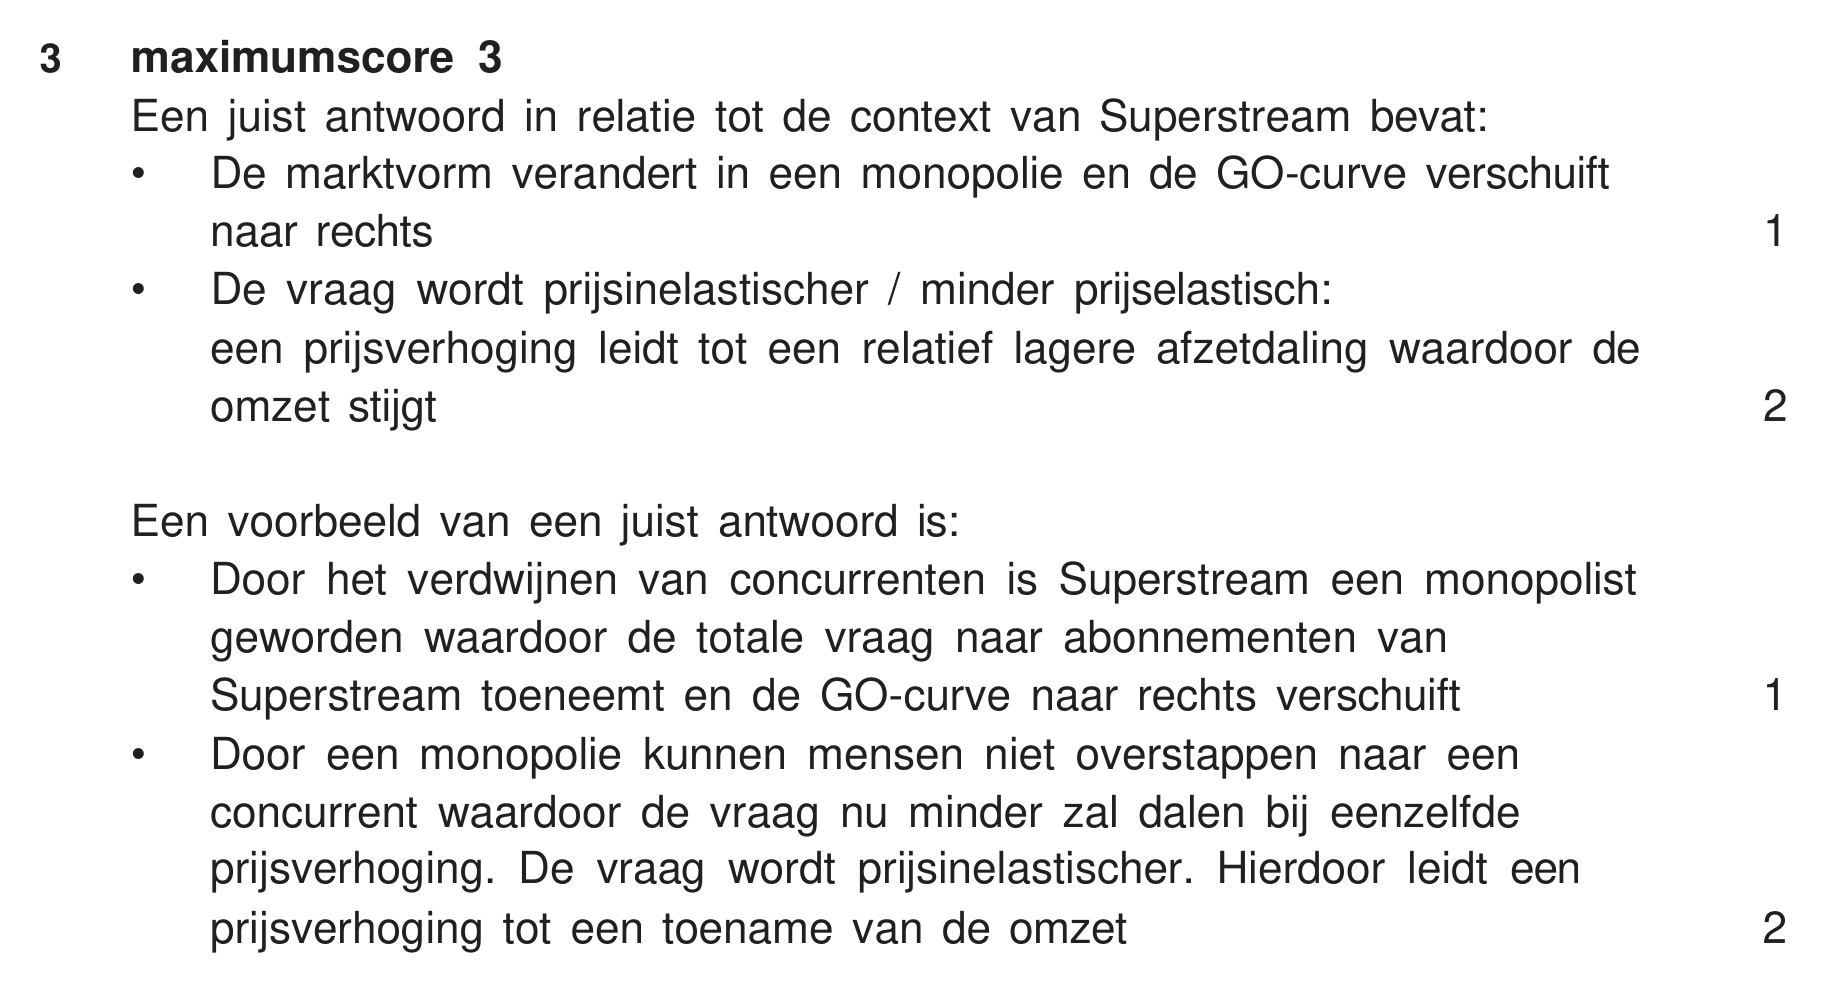 3 maximumscore 3
Een juist antwoord in relatie tot de context van Superstream bevat:
• De marktvorm verandert in een monopolie en de GO-curve verschuift
naar rechts 1
• De vraag wordt prijsinelastischer / minder prijselastisch:
een prijsverhoging leidt tot een relatief lagere afzetdaling waardoor de
omzet stijgt 2
Een voorbeeld van een juist antwoord is:
• Door het verdwijnen van concurrenten is Superstream een monopolist
geworden waardoor de totale vraag naar abonnementen van
Superstream toeneemt en de GO-curve naar rechts verschuift 1
• Door een monopolie kunnen mensen niet overstappen naar een
concurrent waardoor de vraag nu minder zal dalen bij eenzelfde
prijsverhoging. De vraag wordt prijsinelastischer. Hierdoor leidt een
prijsverhoging tot een toename van de omzet 2